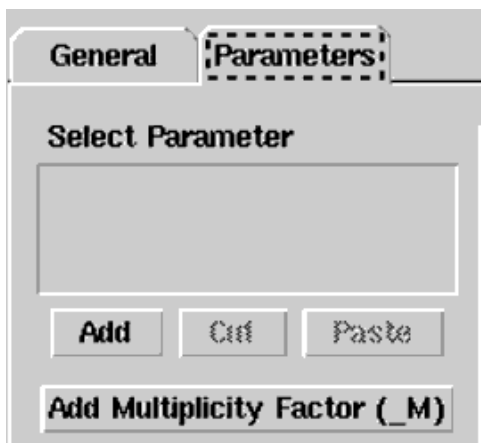 General Parameters
Select Parameter
Add Cut Paste
Add Multiplicity Factor (_M)